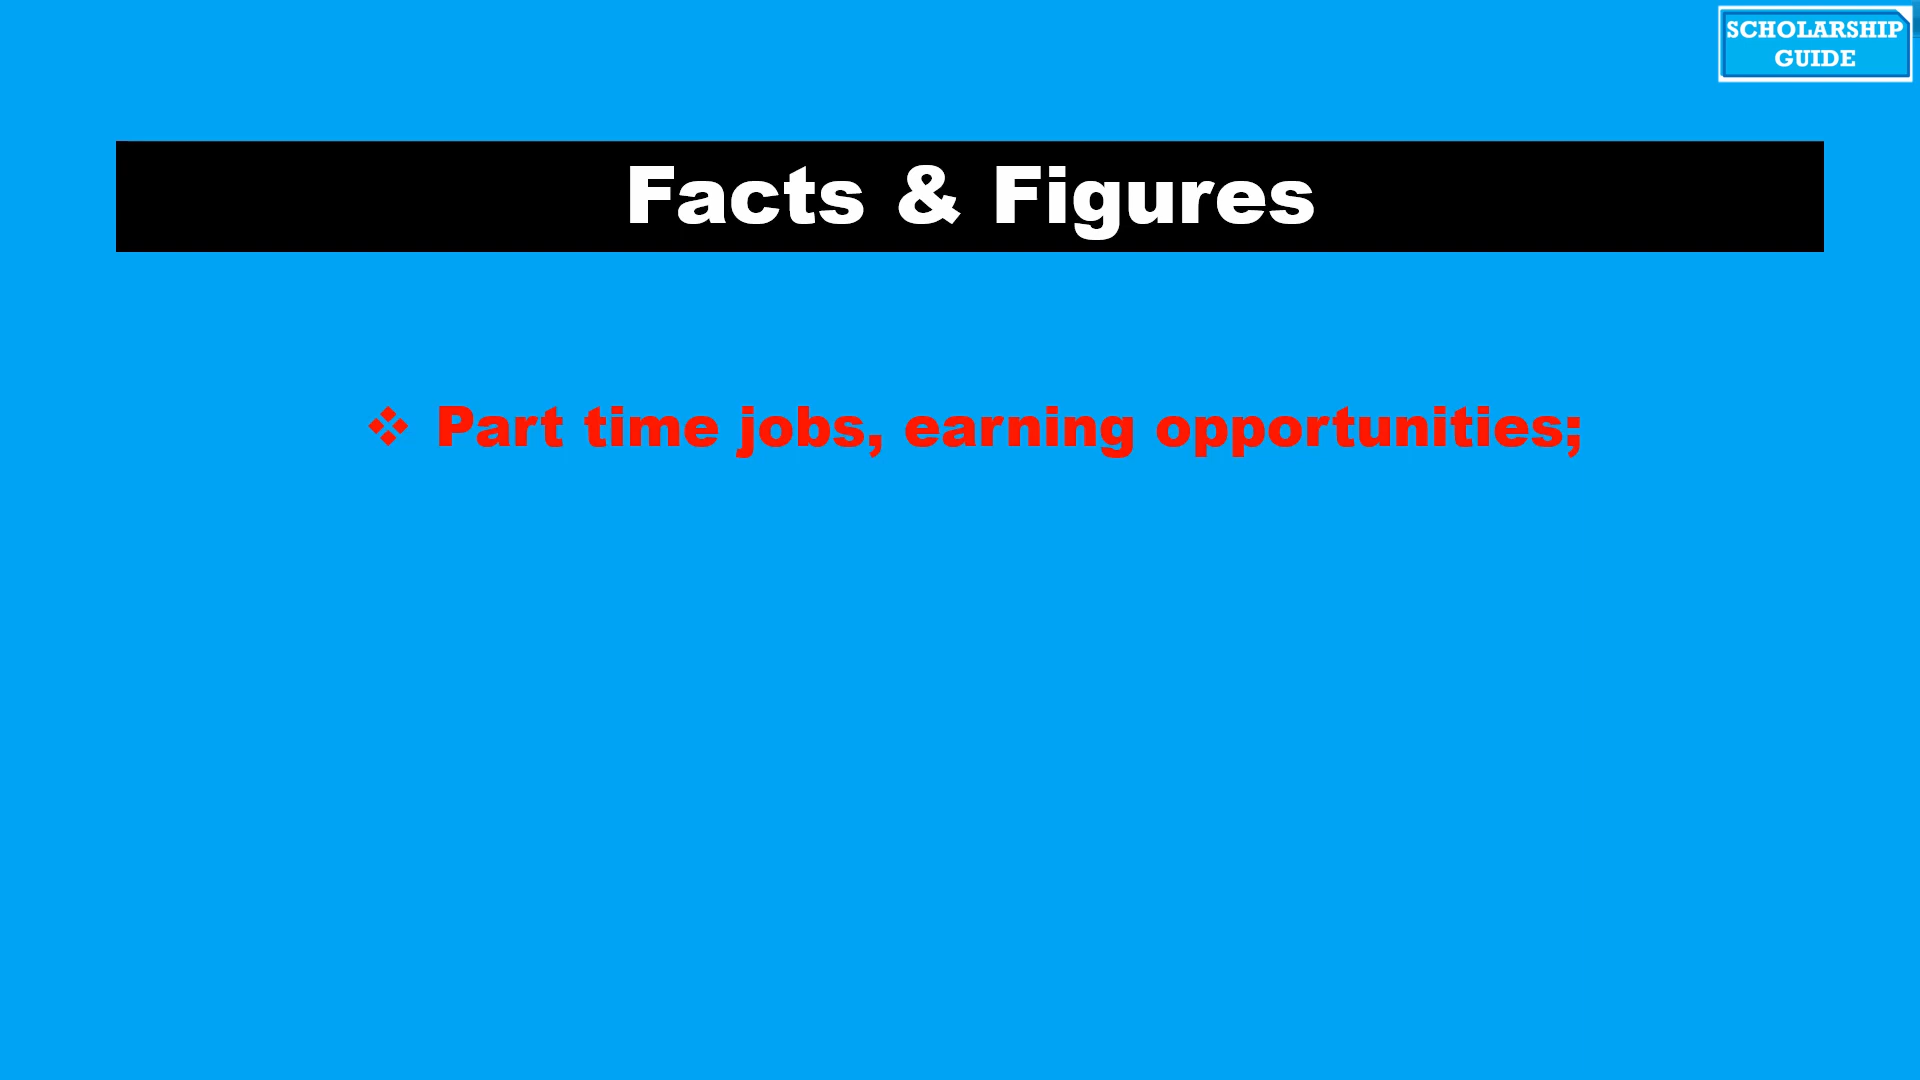 SCHOLARSHIP
GUIDE
Facts & Figures
❖ Part time jobs, earning opportunities;